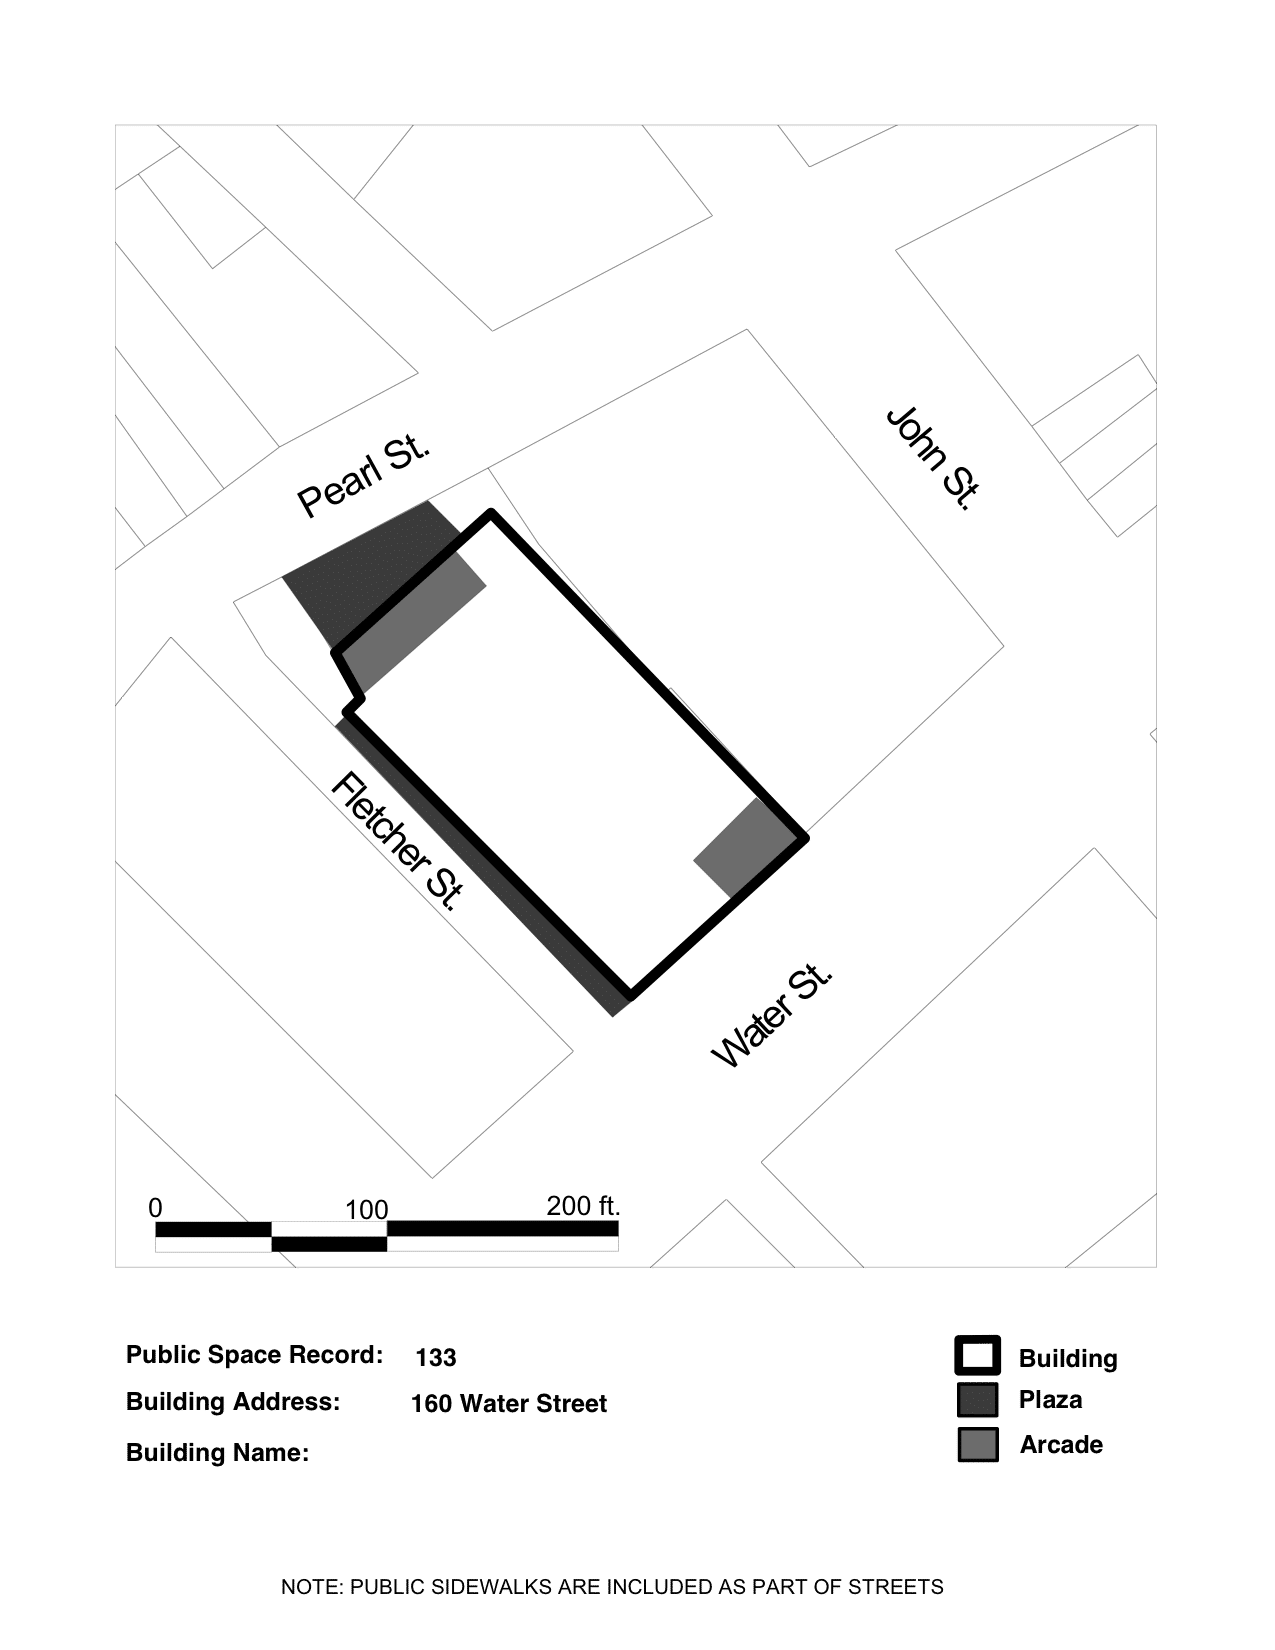 John St.
Pearl St.
Fletcher St.
Water St.
0 100 200 ft.
Public Space Record: 133
Building Address: 160 Water Street
Building Name:
Building
Plaza
Arcade
NOTE: PUBLIC SIDEWALKS ARE INCLUDED AS PART OF STREETS